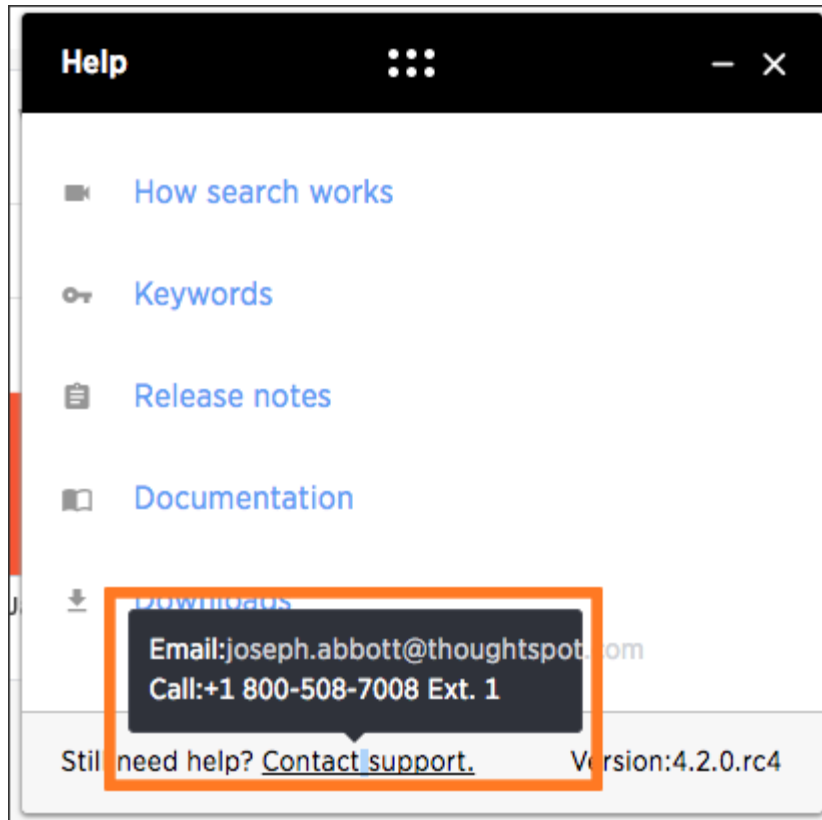 Help
How search works
Keywords
Release notes
Documentation
Downloads
Email:joseph.abbott@thoughtspot.com
Call:+1 800-508-7008 Ext. 1
Still need help? Contact support. Version:4.2.0.rc4